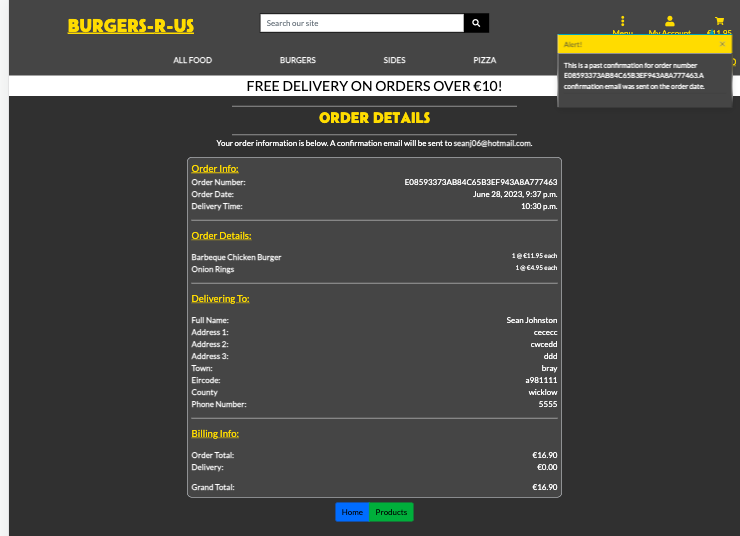 BURGERS-R-US
Search our site
Menu
My Account
€11.95
ALL FOOD
BURGERS
SIDES
PIZZA
Alert!
×
This is a past confirmation for order number
E08593373AB84C65B3EF943A8A777463.A
confirmation email was sent on the order date.
FREE DELIVERY ON ORDERS OVER €10!
ORDER DETAILS
Your order information is below. A confirmation email will be sent to seanj06@hotmail.com.
Order Info:
Order Number: E08593373AB84C65B3EF943A8A777463
Order Date: June 28, 2023, 9:37 p.m.
Delivery Time: 10:30 p.m.
Order Details:
Barbeque Chicken Burger 1 @ €11.95 each
Onion Rings 1 @ €4.95 each
Delivering To:
Full Name: Sean Johnston
Address 1: cececc
Address 2: cwcedd
Address 3: ddd
Town: bray
Eircode: a981111
County wicklow
Phone Number: 5555
Billing Info:
Order Total: €16.90
Delivery: €0.00
Grand Total: €16.90
Home
Products